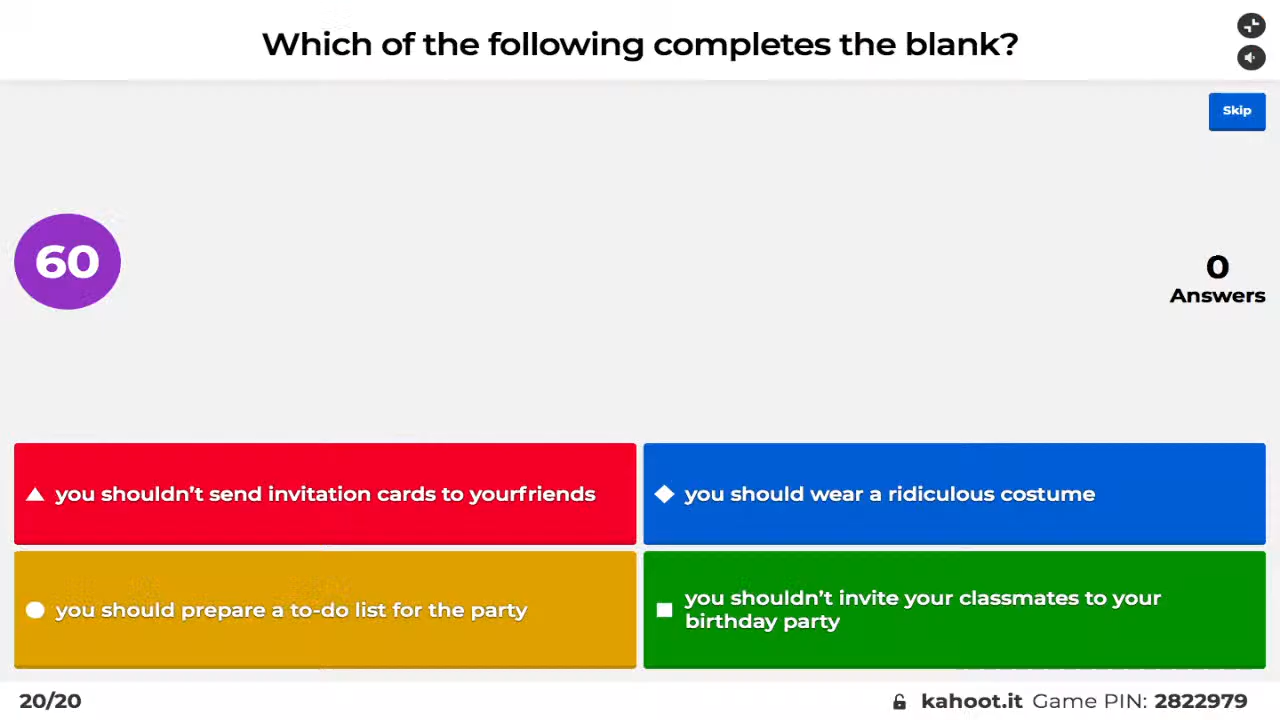 Which of the following completes the blank?
Skip
60
0
Answers
you shouldn't send invitation cards to yourfriends
you should wear a ridiculous costume
you should prepare a to-do list for the party
you shouldn't invite your classmates to your
birthday party
20/20
kahoot.it Game PIN: 2822979